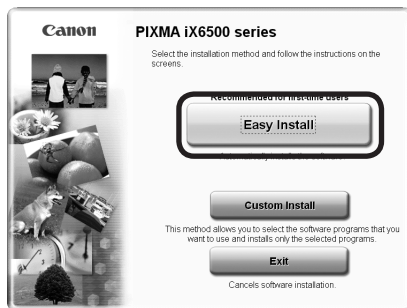 Canon
PIXMA iX6500 series
Select the installation method and follow the instructions on the
screens.
Recommended for first-time users
Easy Install
Custom Install
This method allows you to select the software programs that you
want to use and installs only the selected programs.
Exit
Cancels software installation.